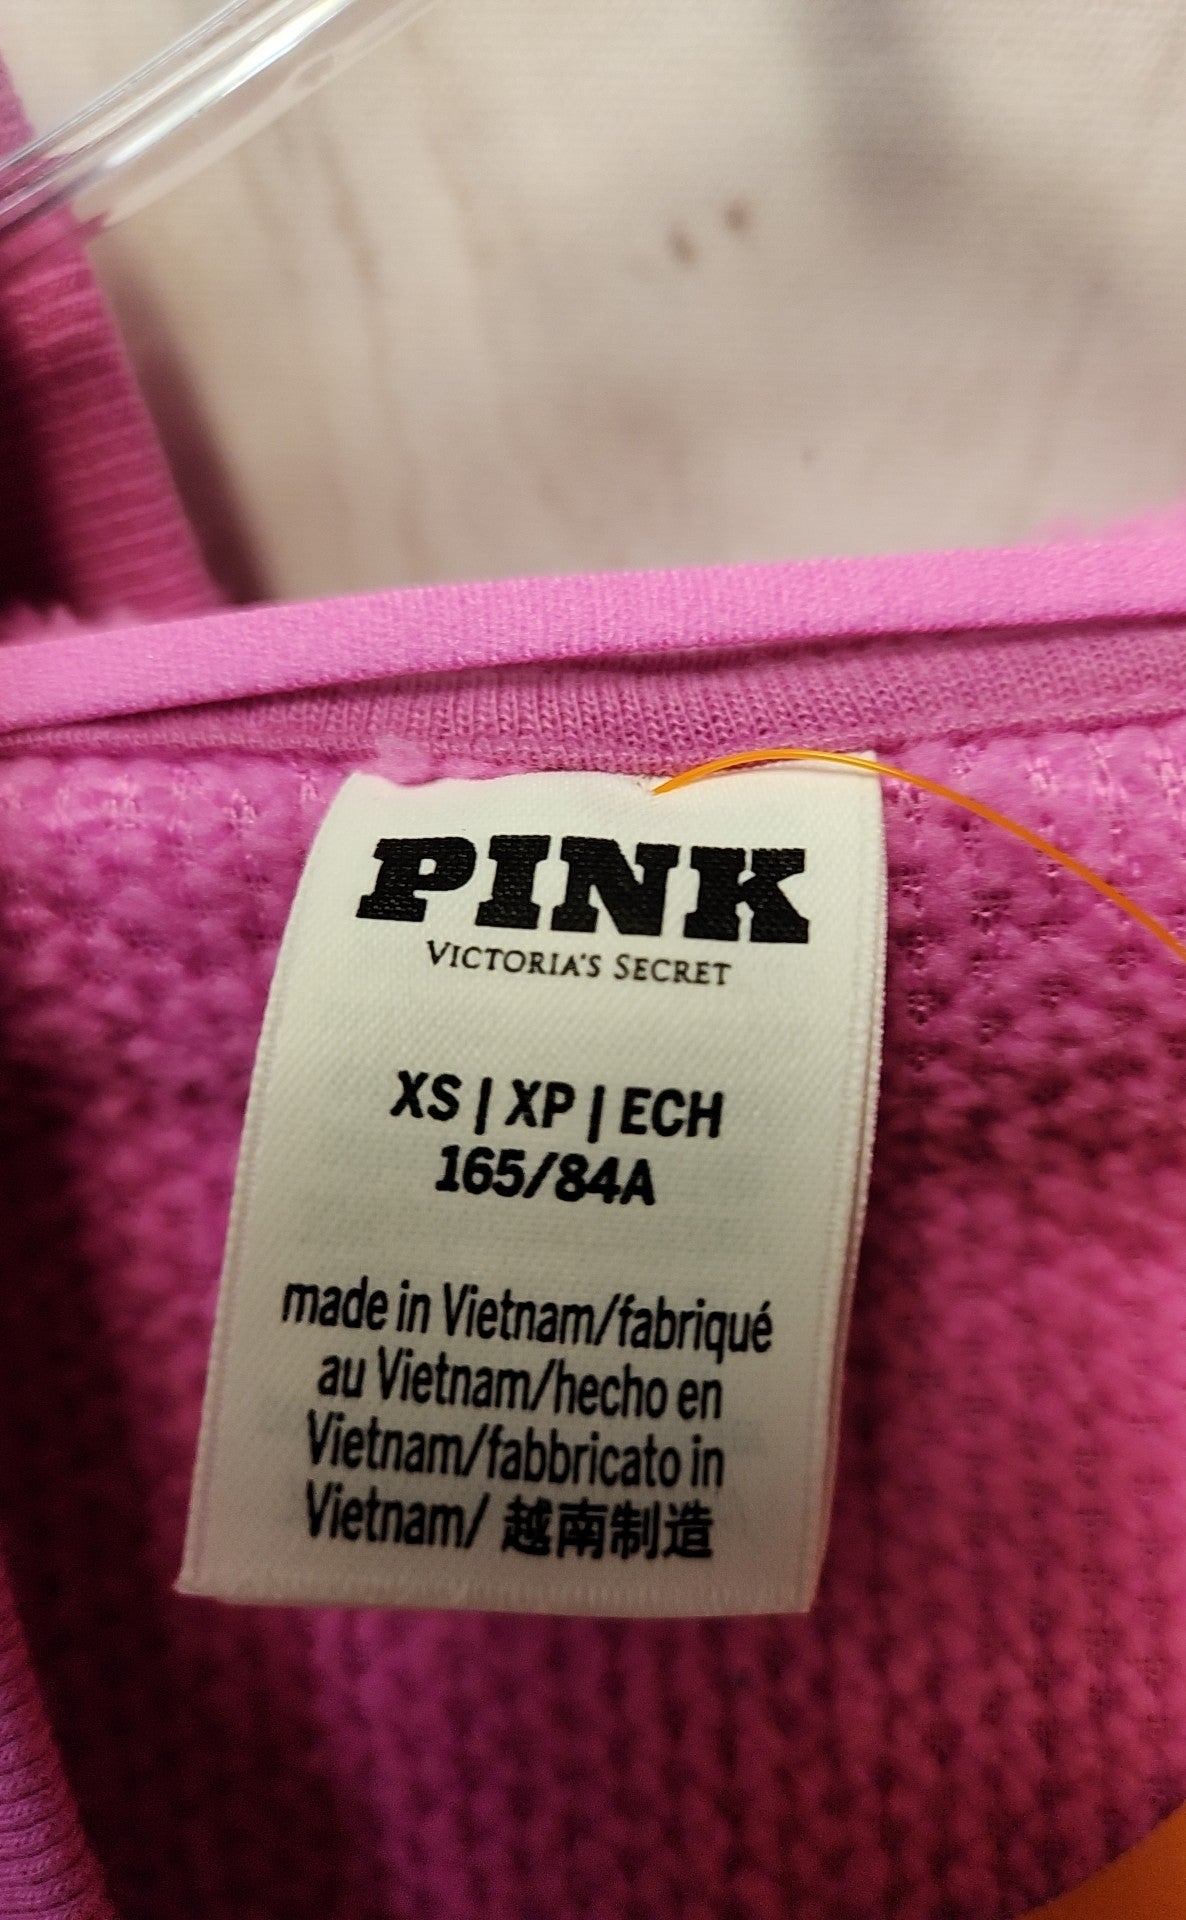 PINK
VICTORIA'S SECRET
XS | XP | ECH
165/84A
made in Vietnam/fabriqué
au Vietnam/hecho en
Vietnam/fabbricato in
Vietnam/ 越南制造